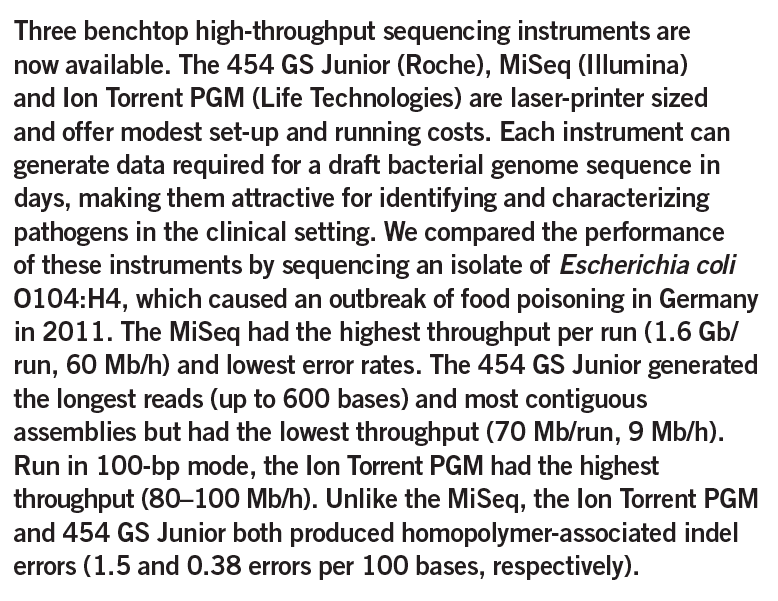 Three benchtop high-throughput sequencing instruments are
now available. The 454 GS Junior (Roche), MiSeq (Illumina)
and Ion Torrent PGM (Life Technologies) are laser-printer sized
and offer modest set-up and running costs. Each instrument can
generate data required for a draft bacterial genome sequence in
days, making them attractive for identifying and characterizing
pathogens in the clinical setting. We compared the performance
of these instruments by sequencing an isolate of Escherichia coli
O104:H4, which caused an outbreak of food poisoning in Germany
in 2011. The MiSeq had the highest throughput per run (1.6 Gb/
run, 60 Mb/h) and lowest error rates. The 454 GS Junior generated
the longest reads (up to 600 bases) and most contiguous
assemblies but had the lowest throughput (70 Mb/run, 9 Mb/h).
Run in 100-bp mode, the Ion Torrent PGM had the highest
throughput (80–100 Mb/h). Unlike the MiSeq, the Ion Torrent PGM
and 454 GS Junior both produced homopolymer-associated indel
errors (1.5 and 0.38 errors per 100 bases, respectively).